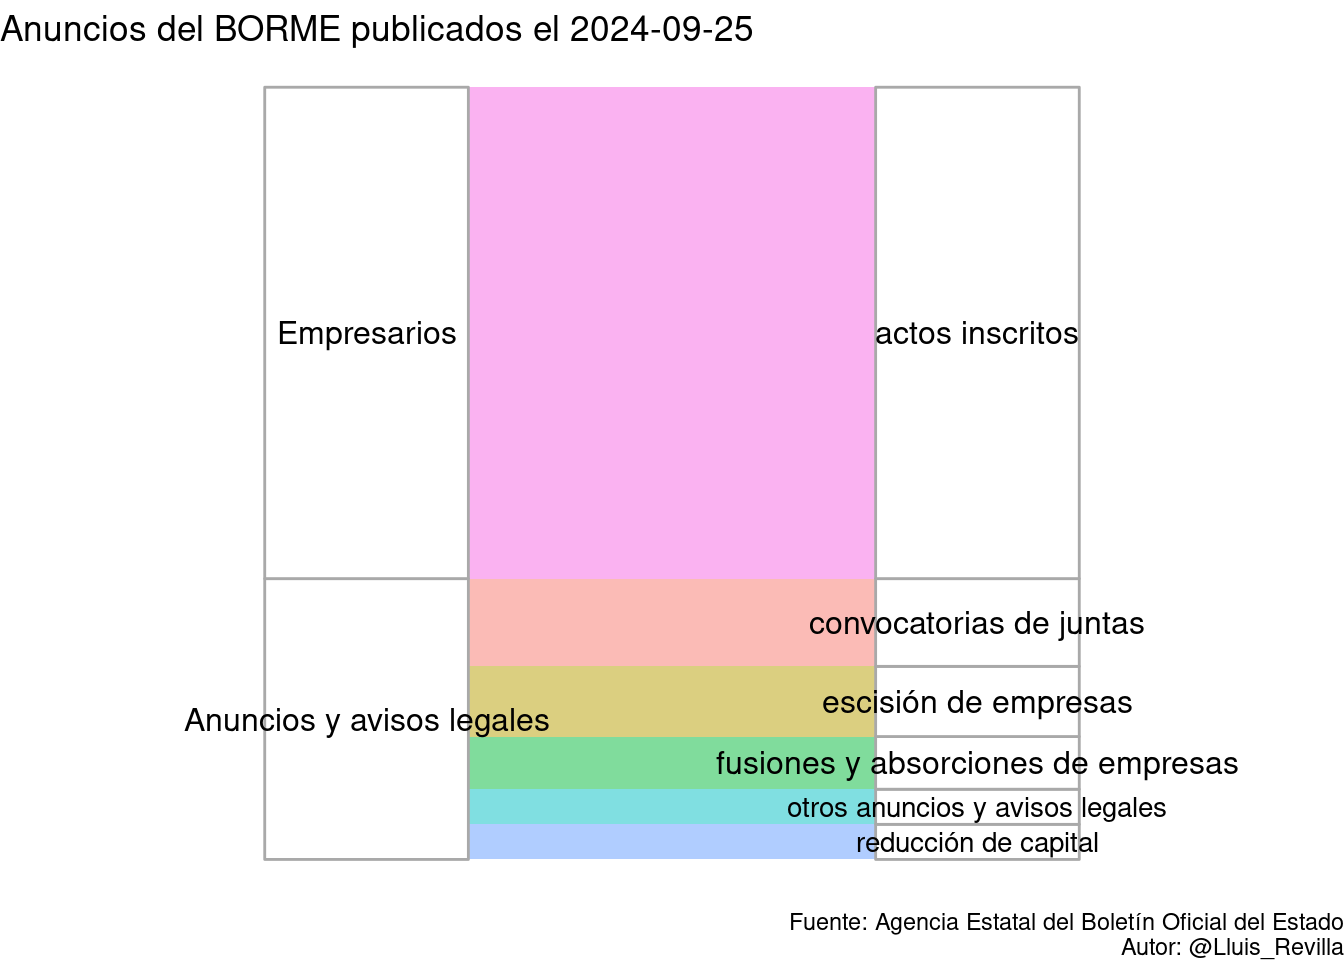 Anuncios del BORME publicados el 2024-09-25
Empresarios
actos inscritos
convocatorias de juntas
escisión de empresas
Anuncios y avisos legales
fusiones y absorciones de empresas
otros anuncios y avisos legales
reducción de capital
Fuente: Agencia Estatal del Boletín Oficial del Estado
Autor: @Lluis_Revilla